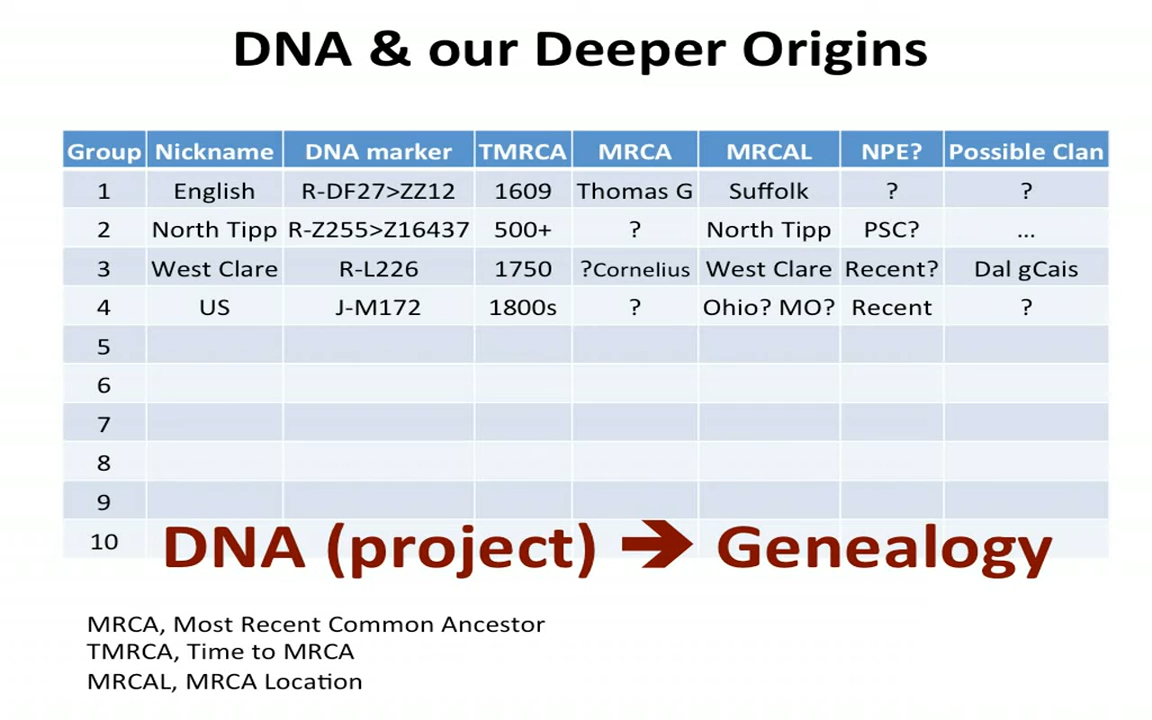 DNA & our Deeper Origins
Group Nickname DNA marker TMRCA MRCA MRCAL NPE? Possible Clan
1 English R-DF27>ZZ12 1609 Thomas G Suffolk ? ?
2 North Tipp R-Z255>Z16437 500+ ? North Tipp PSC? ...
3 West Clare R-L226 1750 ?Cornelius West Clare Recent? Dal gCais
4 US J-M172 1800s ? Ohio? MO? Recent ?
5
6
7
8
9
10
DNA (project) → Genealogy
MRCA, Most Recent Common Ancestor
TMRCA, Time to MRCA
MRCAL, MRCA Location